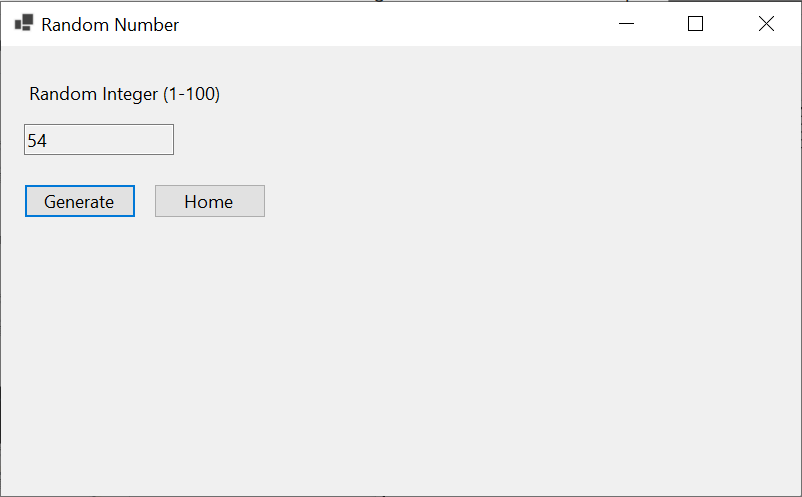 Random Number
Random Integer (1-100)
54
Generate Home